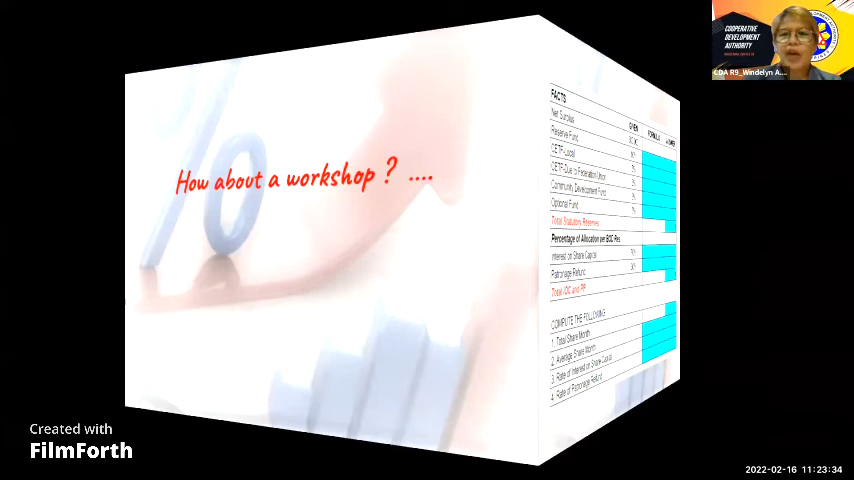 COOPERATIVE
DEVELOPMENT
AUTHORITY
CDA R9_Windelyn A....
How about a workshop ? ....
FACTS
GIVEN
FORMULA
Net Surplus
Reserve Fund
CETF-Local
CETF-Due to Federation/Union
Community Development Fund
Optional Fund
Total Statutory Reserves
Percentage of Allocation per BOD Res
Interest on Share Capital
Patronage Refund
Total IOC and PP
COMPUTE THE FOLLOWING
1. Total Share Month
2. Average Share Month
3. Rate of Interest on Share Capital
4. Rate of Patronage Refund
Created with
FilmForth
2022-02-16 11:23:34